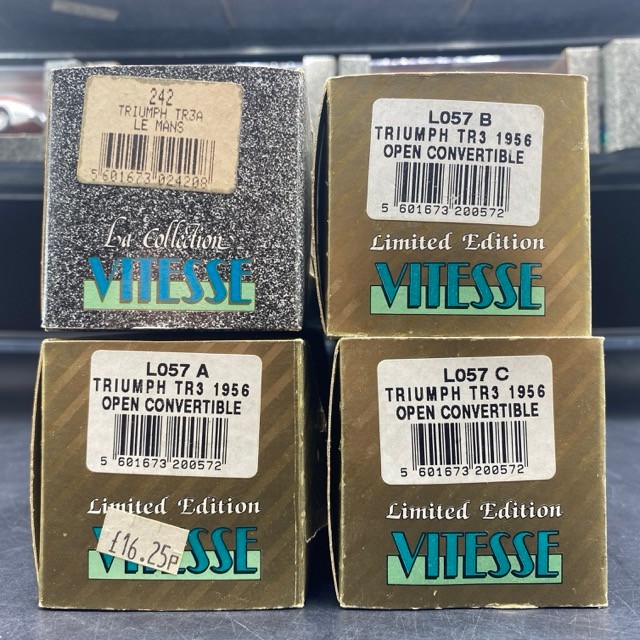 242
TRIUMPH TR3A
LE MANS
5 601673 024208
La Collection
VITESSE
L057 B
TRIUMPH TR3 1956
OPEN CONVERTIBLE
5 601673 200572
Limited Edition
VITESSE
L057 A
TRIUMPH TR3 1956
OPEN CONVERTIBLE
5 601673 200572
Limited Edition
VITESSE
£16.25P
L057 C
TRIUMPH TR3 1956
OPEN CONVERTIBLE
5 601673 200572
Limited Edition
VITESSE